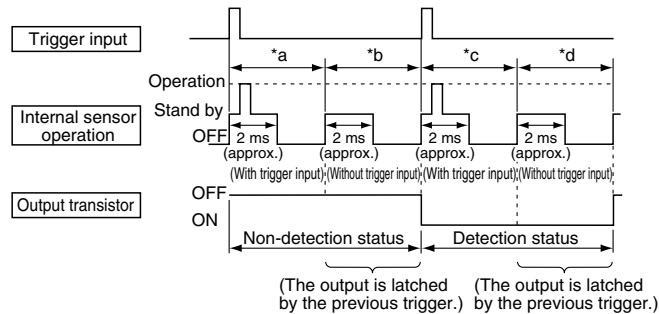 Trigger input
*a *b *c *d
Operation
Stand by
Internal sensor operation
OFF
2 ms (approx.) 2 ms (approx.) 2 ms (approx.) 2 ms (approx.)
(With trigger input) (Without trigger input) (With trigger input) (Without trigger input)
Output transistor
OFF
ON
Non-detection status Detection status
(The output is latched by the previous trigger.) (The output is latched by the previous trigger.)